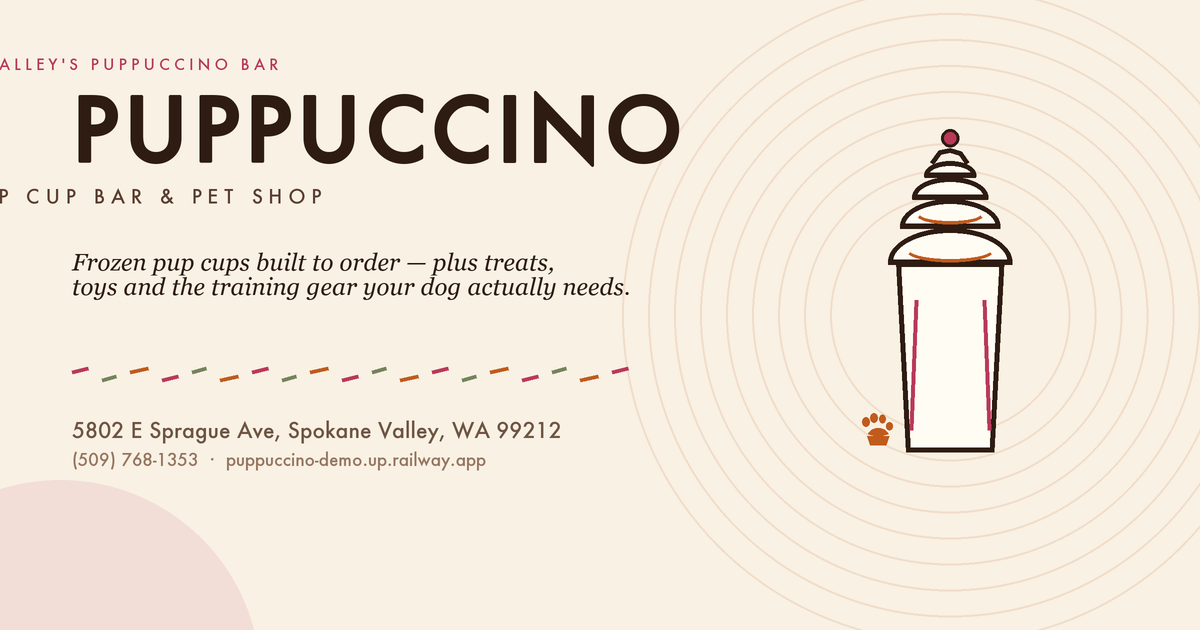 ALLEY'S PUPPUCCINO BAR
PUPPUCCINO
P CUP BAR & PET SHOP
Frozen pup cups built to order — plus treats,
toys and the training gear your dog actually needs.
5802 E Sprague Ave, Spokane Valley, WA 99212
(509) 768-1353 · puppuccino-demo.up.railway.app